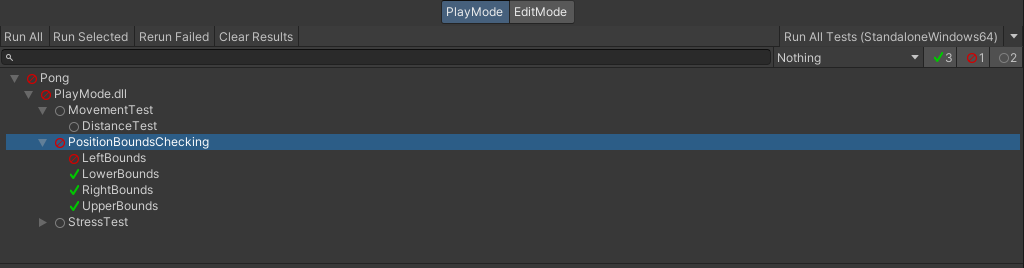 PlayMode EditMode
Run All Run Selected Rerun Failed Clear Results Run All Tests (StandaloneWindows64)
Nothing 3 1 2
Pong
PlayMode.dll
MovementTest
DistanceTest
PositionBoundsChecking
LeftBounds
LowerBounds
RightBounds
UpperBounds
StressTest